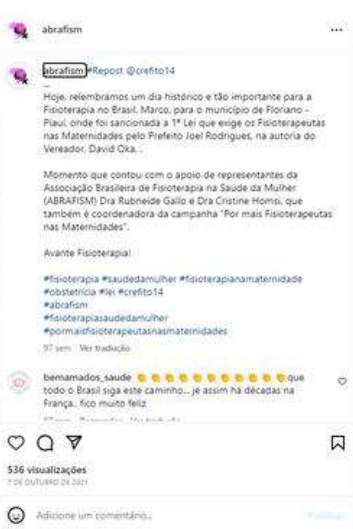 abrafism
abrafism #Repost @crefito14
...
Hoje, relembramos um dia histórico e tão importante para a
Fisioterapia no Brasil. Marco, para o município de Floriano -
Piauí, onde foi sancionada a 1ª Lei que exige os Fisioterapeutas
nas Maternidades pelo Prefeito Joel Rodrigues, na autoria do
Vereador, David Oka. .
Momento que contou com o apoio de representantes da
Associação Brasileira de Fisioterapia na Saúde da Mulher
(ABRAFISM) Dra Rubneide Gallo e Dra Cristine Homsi, que
também é coordenadora da campanha "Por mais Fisioterapeutas
nas Maternidades".
Avante Fisioterapia!
#fisioterapia #saudedamulher #fisioterapianamaternidade
#obstetricia #lei #crefito14
#abrafism
#fisioterapiasaudedamulher
#pormaisfisioterapeutasnasmaternidades
97 sem Ver tradução
bemamados_saude 👏👏👏👏👏👏👏👏👏👏👏 que
todo o Brasil siga este caminho... je assim há décadas na
França.. fico muito feliz
536 visualizações
7 DE OUTUBRO DE 2021
Adicione um comentário...
Publicar